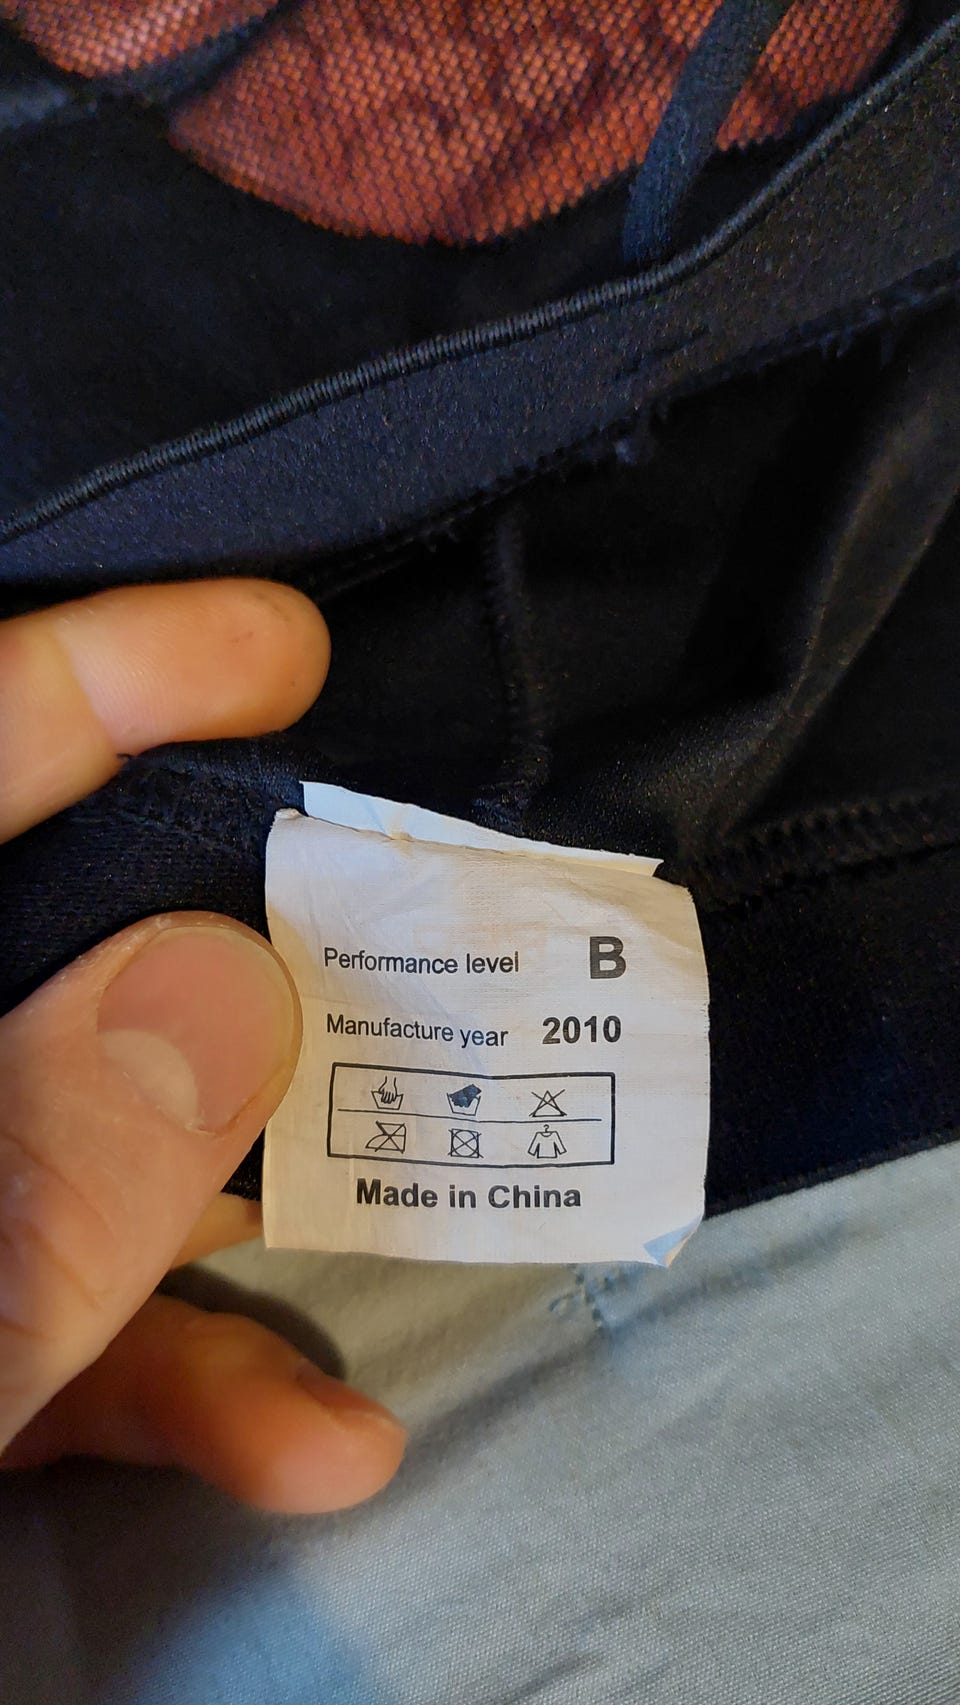 Performance level B
Manufacture year 2010
Made in China